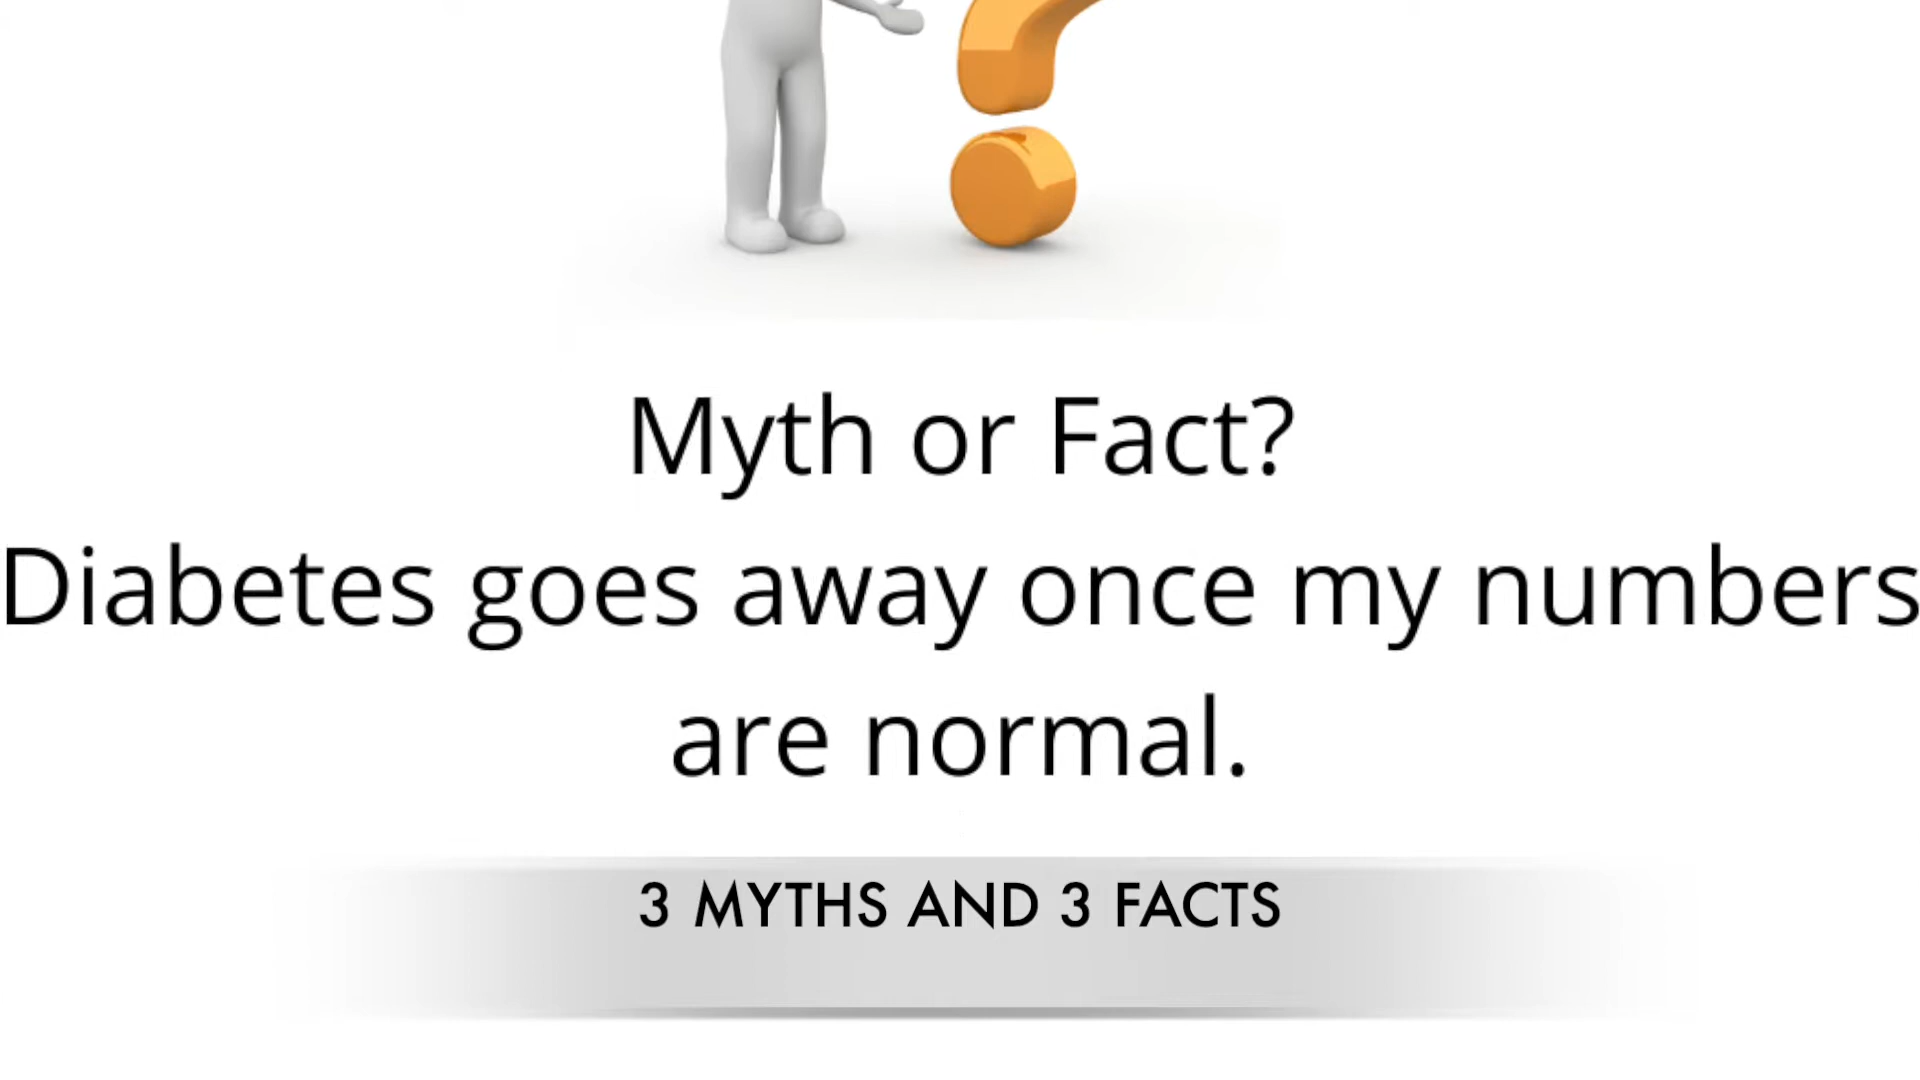 Myth or Fact?
Diabetes goes away once my numbers
are normal.
3 MYTHS AND 3 FACTS